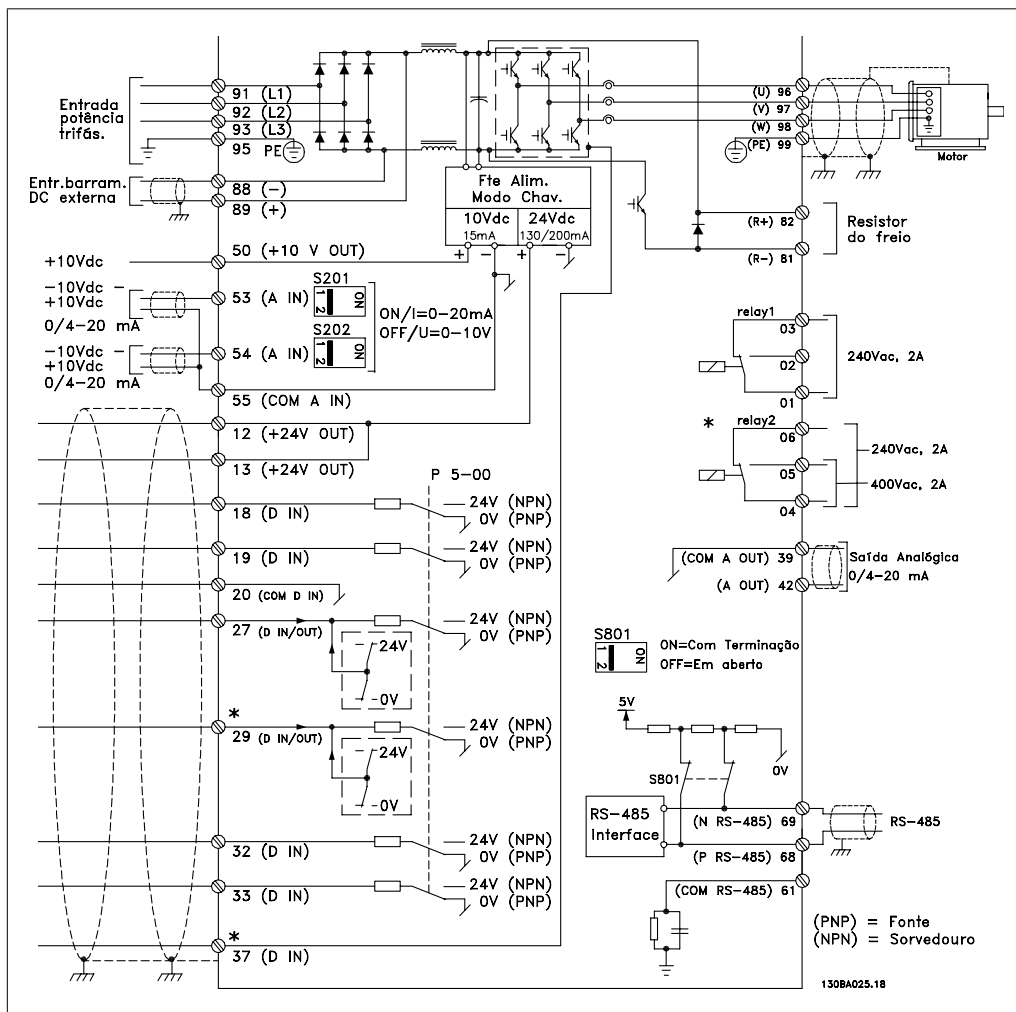 Entrada
potência
trifás.
91 (L1)
92 (L2)
93 (L3)
95 PE
Entr.barram.
DC externa
88 (-)
89 (+)
50 (+10 V OUT)
+10Vdc
-10Vdc -
+10Vdc
0/4-20 mA
53 (A IN)
S201
1 2
ON
ON/I=0-20mA
OFF/U=0-10V
S202
1 2
ON
-10Vdc -
+10Vdc
0/4-20 mA
54 (A IN)
55 (COM A IN)
12 (+24V OUT)
13 (+24V OUT)
P 5-00
18 (D IN)
24V (NPN)
0V (PNP)
19 (D IN)
24V (NPN)
0V (PNP)
20 (COM D IN)
27 (D IN/OUT)
24V (NPN)
0V (PNP)
24V
0V
*
29 (D IN/OUT)
24V (NPN)
0V (PNP)
24V
0V
32 (D IN)
24V (NPN)
0V (PNP)
33 (D IN)
24V (NPN)
0V (PNP)
*
37 (D IN)
Fte Alim.
Modo Chav.
10Vdc
15mA
24Vdc
130/200mA
+ - + -
(U) 96
(V) 97
(W) 98
(PE) 99
Motor
(R+) 82
(R-) 81
Resistor
do freio
relay1
03
02
01
240Vac, 2A
*
relay2
06
05
04
240Vac, 2A
400Vac, 2A
(COM A OUT) 39
(A OUT) 42
Saída Analógica
0/4-20 mA
S801
1 2
ON
ON=Com Terminação
OFF=Em aberto
5V
0V
S801
RS-485
Interface
(N RS-485) 69
(P RS-485) 68
RS-485
(COM RS-485) 61
(PNP) = Fonte
(NPN) = Sorvedouro
130BA025.18